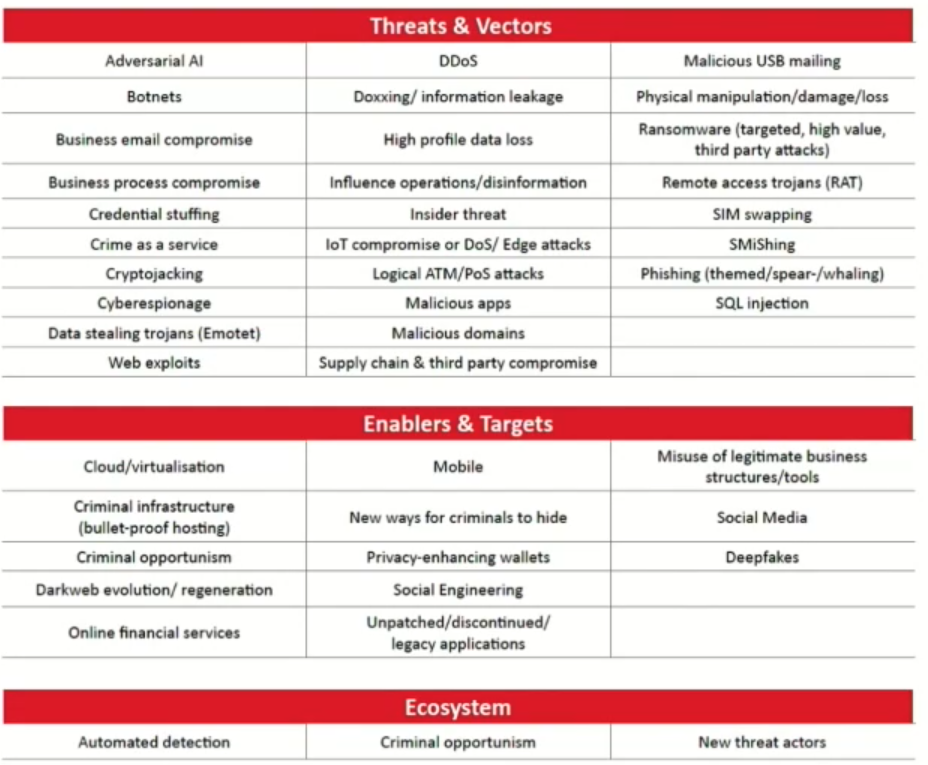 Threats & Vectors
Adversarial AI
DDoS
Malicious USB mailing
Botnets
Doxxing/ information leakage
Physical manipulation/damage/loss
Business email compromise
High profile data loss
Ransomware (targeted, high value,
third party attacks)
Business process compromise
Influence operations/disinformation
Remote access trojans (RAT)
Credential stuffing
Insider threat
SIM swapping
Crime as a service
IoT compromise or DoS/ Edge attacks
SMiShing
Cryptojacking
Logical ATM/PoS attacks
Phishing (themed/spear-/whaling)
Cyberespionage
Malicious apps
SQL injection
Data stealing trojans (Emotet)
Malicious domains
Web exploits
Supply chain & third party compromise
Enablers & Targets
Cloud/virtualisation
Mobile
Misuse of legitimate business
structures/tools
Criminal infrastructure
(bullet-proof hosting)
New ways for criminals to hide
Social Media
Criminal opportunism
Privacy-enhancing wallets
Deepfakes
Darkweb evolution/ regeneration
Social Engineering
Online financial services
Unpatched/discontinued/
legacy applications
Ecosystem
Automated detection
Criminal opportunism
New threat actors